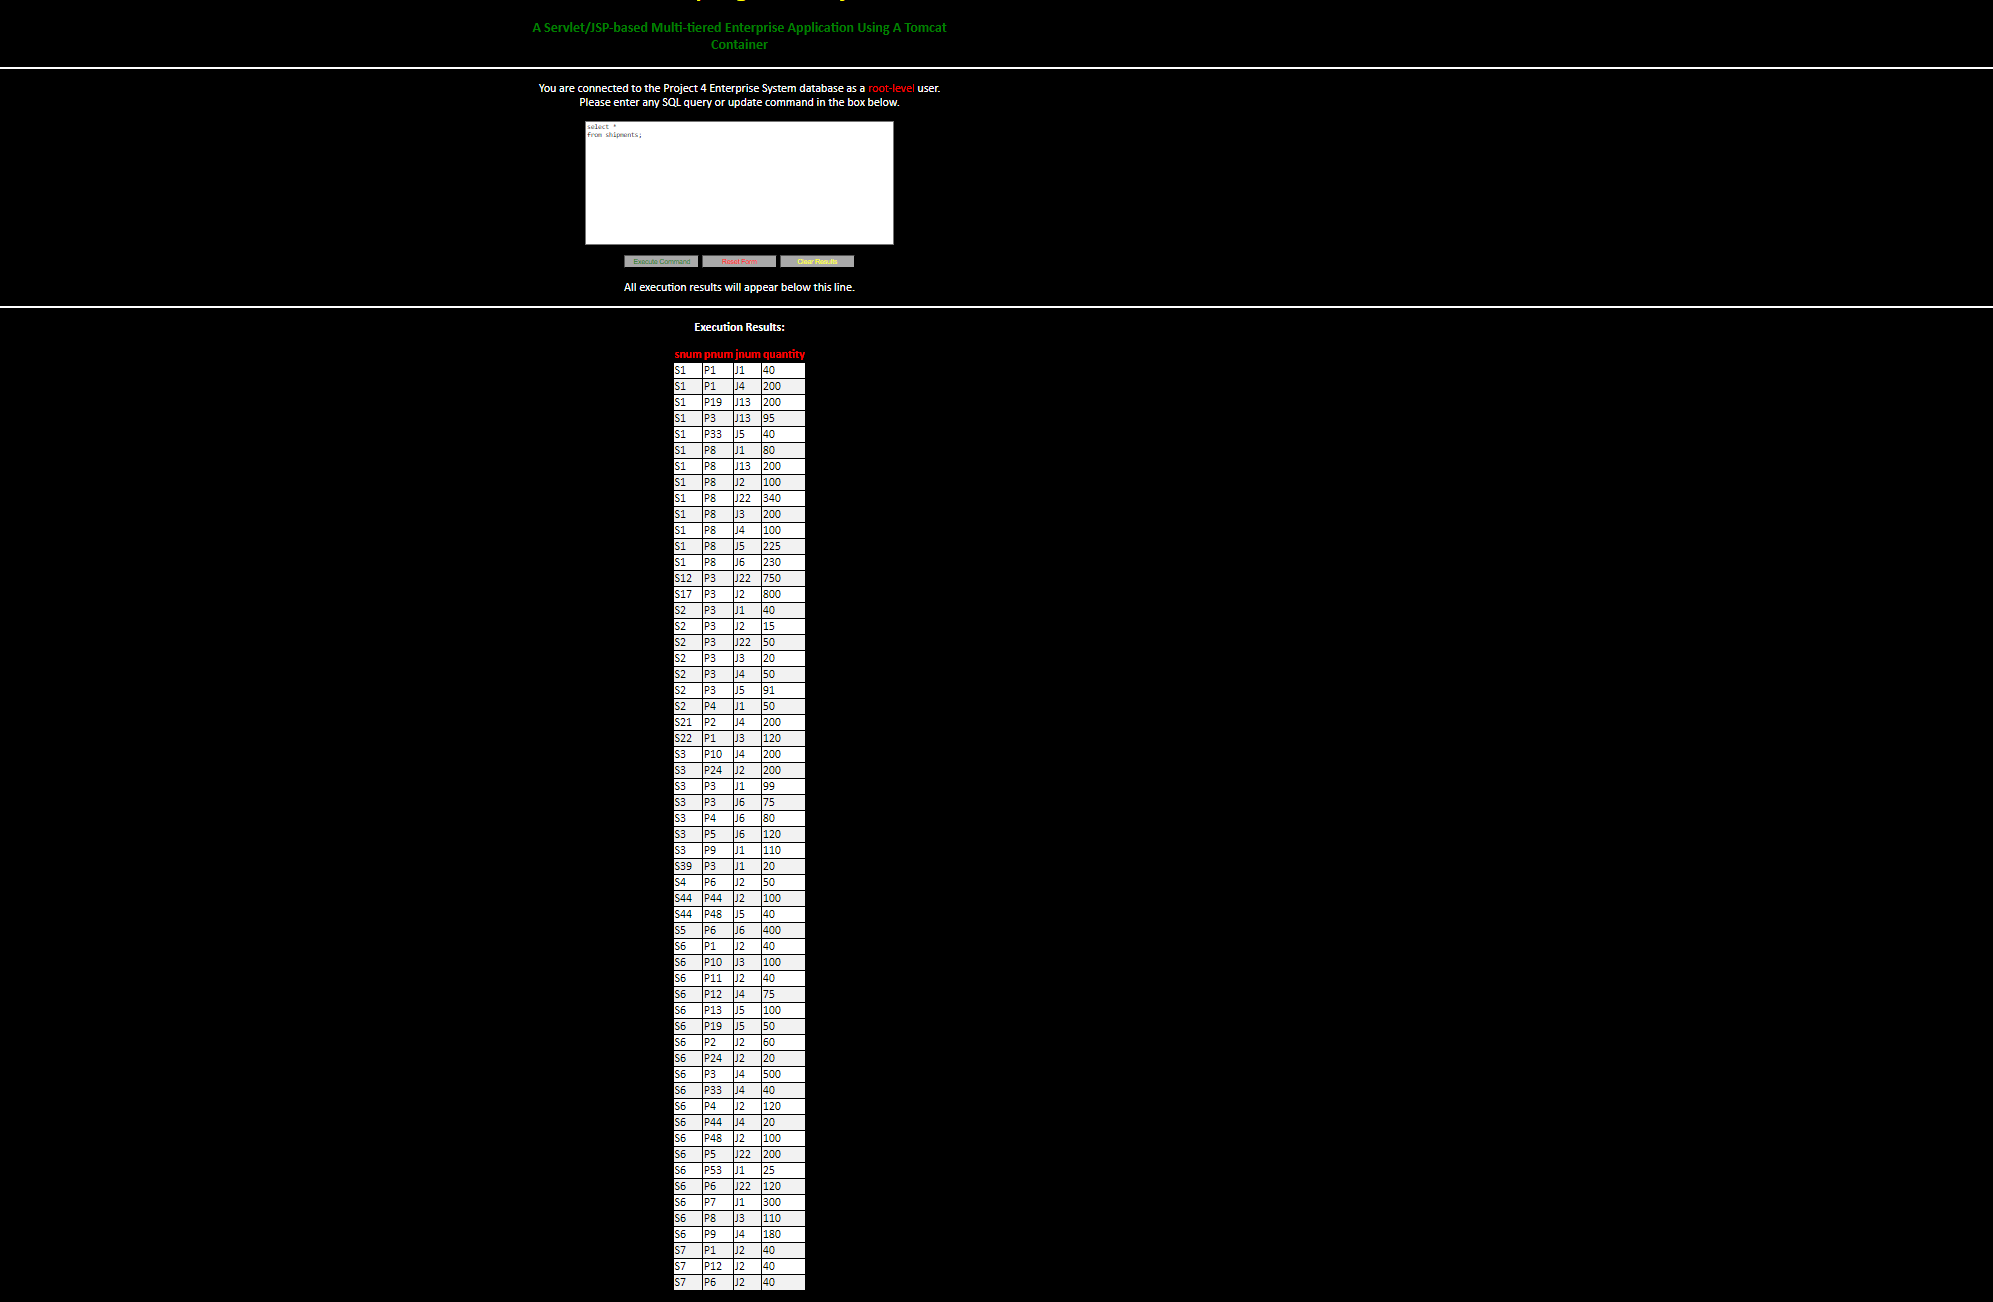 A Servlet/JSP-based Multi-tiered Enterprise Application Using A Tomcat
Container
You are connected to the Project 4 Enterprise System database as a root-level user.
Please enter any SQL query or update command in the box below.
select *
from shipments;
Execute Command Reset Form Clear Results
All execution results will appear below this line.
Execution Results:
snum pnum jnum quantity
S1 P1 J1 40
S1 P1 J4 200
S1 P19 J13 200
S1 P3 J13 95
S1 P33 J5 40
S1 P8 J1 80
S1 P8 J13 200
S1 P8 J2 100
S1 P8 J22 340
S1 P8 J3 200
S1 P8 J4 100
S1 P8 J5 225
S1 P8 J6 230
S12 P3 J22 750
S17 P3 J2 800
S2 P3 J1 40
S2 P3 J2 15
S2 P3 J22 50
S2 P3 J3 20
S2 P3 J4 50
S2 P3 J5 91
S2 P4 J1 50
S21 P2 J4 200
S22 P1 J3 120
S3 P10 J4 200
S3 P24 J2 200
S3 P3 J1 99
S3 P3 J6 75
S3 P4 J6 80
S3 P5 J6 120
S3 P9 J1 110
S39 P3 J1 20
S4 P6 J2 50
S44 P44 J2 100
S44 P48 J5 40
S5 P6 J6 400
S6 P1 J2 40
S6 P10 J3 100
S6 P11 J2 40
S6 P12 J4 75
S6 P13 J5 100
S6 P19 J5 50
S6 P2 J2 60
S6 P24 J2 20
S6 P3 J4 500
S6 P33 J4 40
S6 P4 J2 120
S6 P44 J4 20
S6 P48 J2 100
S6 P5 J22 200
S6 P53 J1 25
S6 P6 J22 120
S6 P7 J1 300
S6 P8 J3 110
S6 P9 J4 180
S7 P1 J2 40
S7 P12 J2 40
S7 P6 J2 40